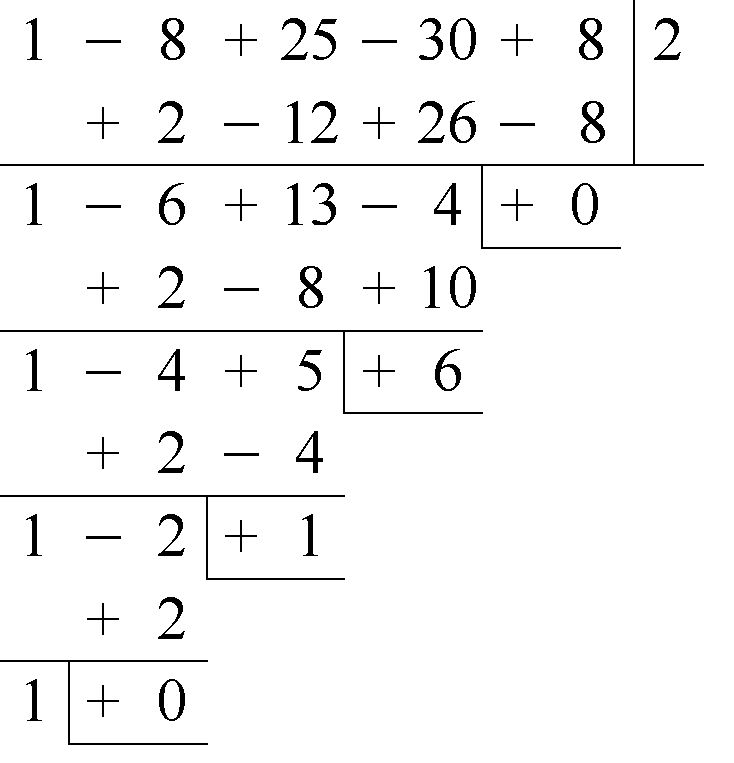 1 − 8 + 25 − 30 + 8 2
+ 2 − 12 + 26 − 8
1 − 6 + 13 − 4 + 0
+ 2 − 8 + 10
1 − 4 + 5 + 6
+ 2 − 4
1 − 2 + 1
+ 2
1 + 0